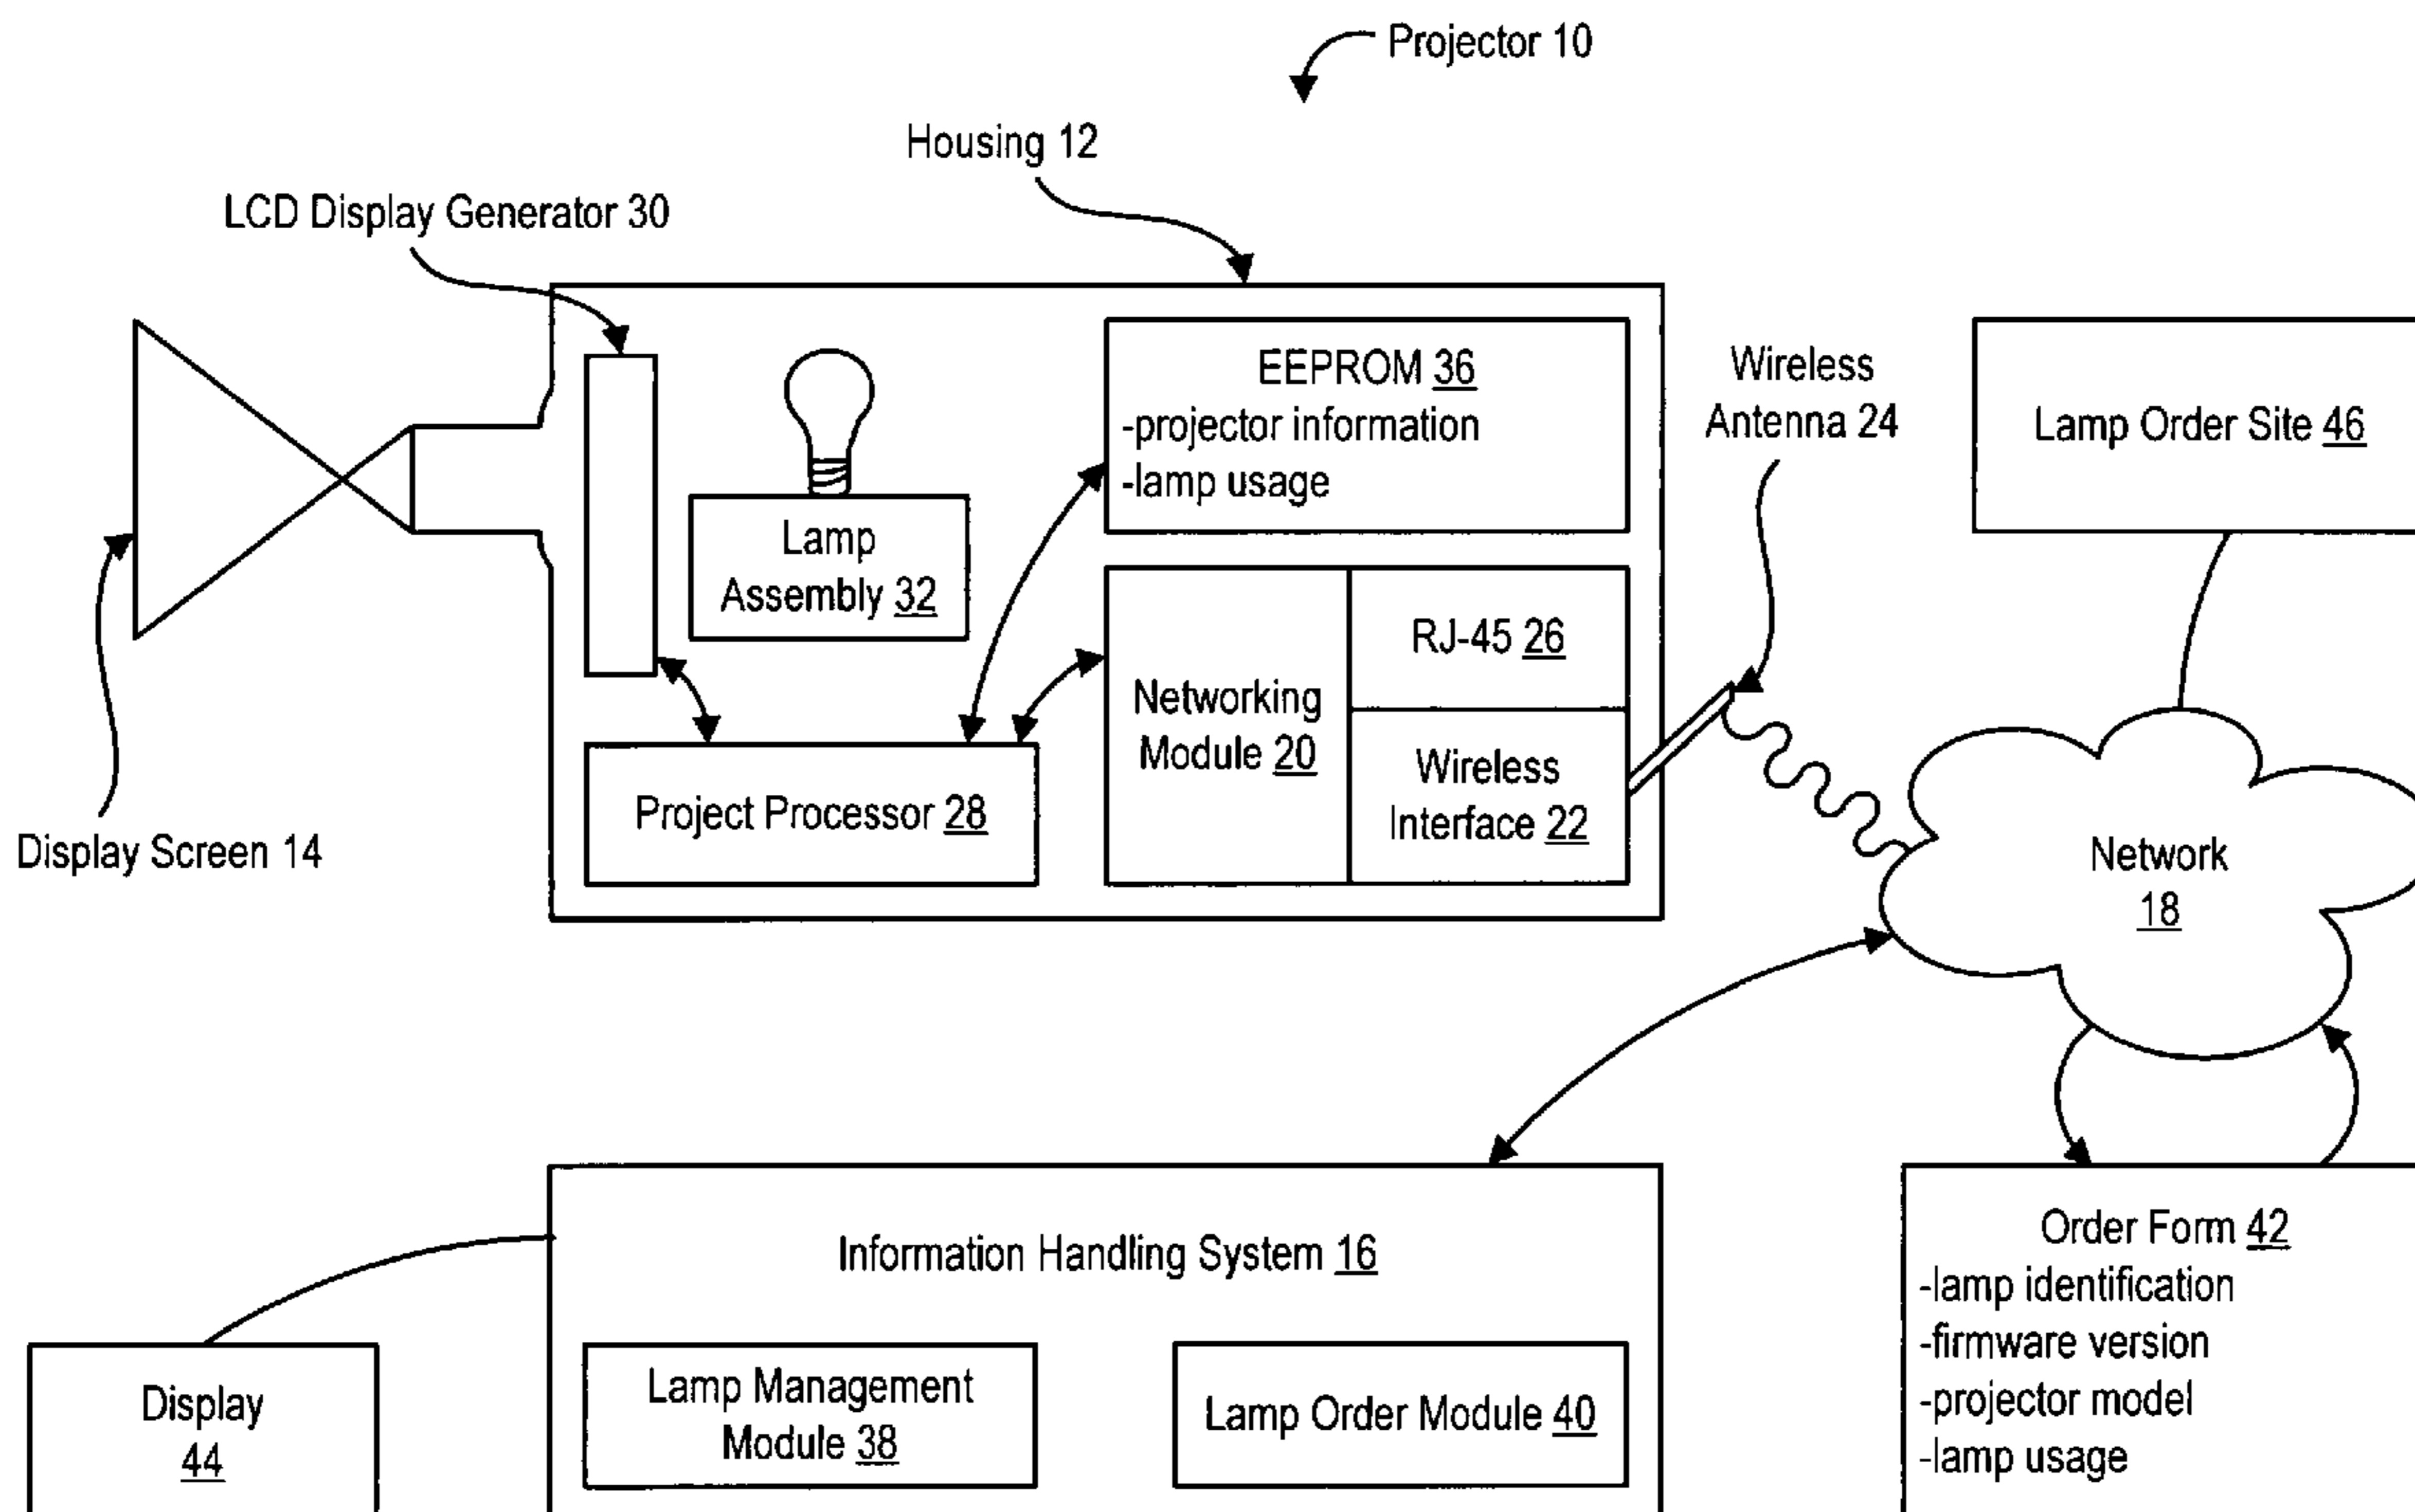 Projector 10
Housing 12
LCD Display Generator 30
EEPROM 36
-projector information
-lamp usage
Wireless
Antenna 24
Lamp Order Site 46
Lamp
Assembly 32
RJ-45 26
Networking
Module 20
Wireless
Interface 22
Project Processor 28
Display Screen 14
Network
18
Information Handling System 16
Order Form 42
-lamp identification
-firmware version
-projector model
-lamp usage
Display
44
Lamp Management
Module 38
Lamp Order Module 40